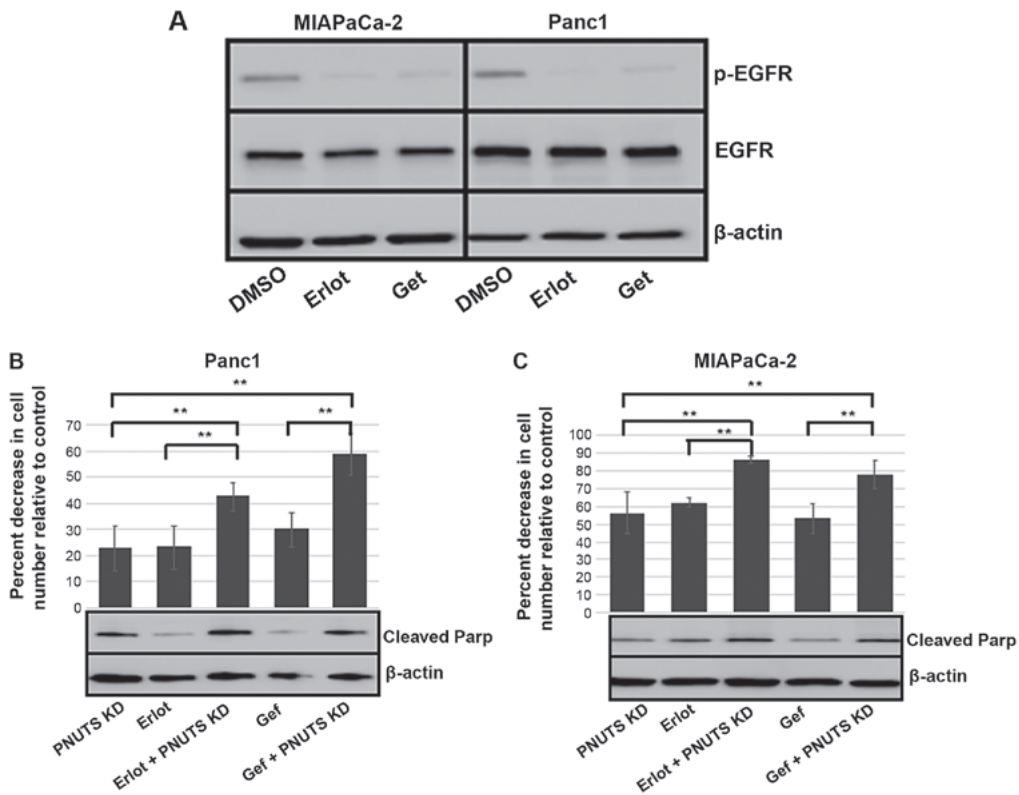 A
MIAPaCa-2 Panc1
p-EGFR
EGFR
β-actin
DMSO Erlot Get DMSO Erlot Get
B
Panc1
Percent decrease in cell
number relative to control
**
** **
**
70
60
50
40
30
20
10
0
Cleaved Parp
β-actin
PNUTS KD Erlot Erlot + PNUTS KD Gef Gef + PNUTS KD
C
MIAPaCa-2
Percent decrease in cell
number relative to control
**
** **
**
100
90
80
70
60
50
40
30
20
10
0
Cleaved Parp
β-actin
PNUTS KD Erlot Erlot + PNUTS KD Gef Gef + PNUTS KD